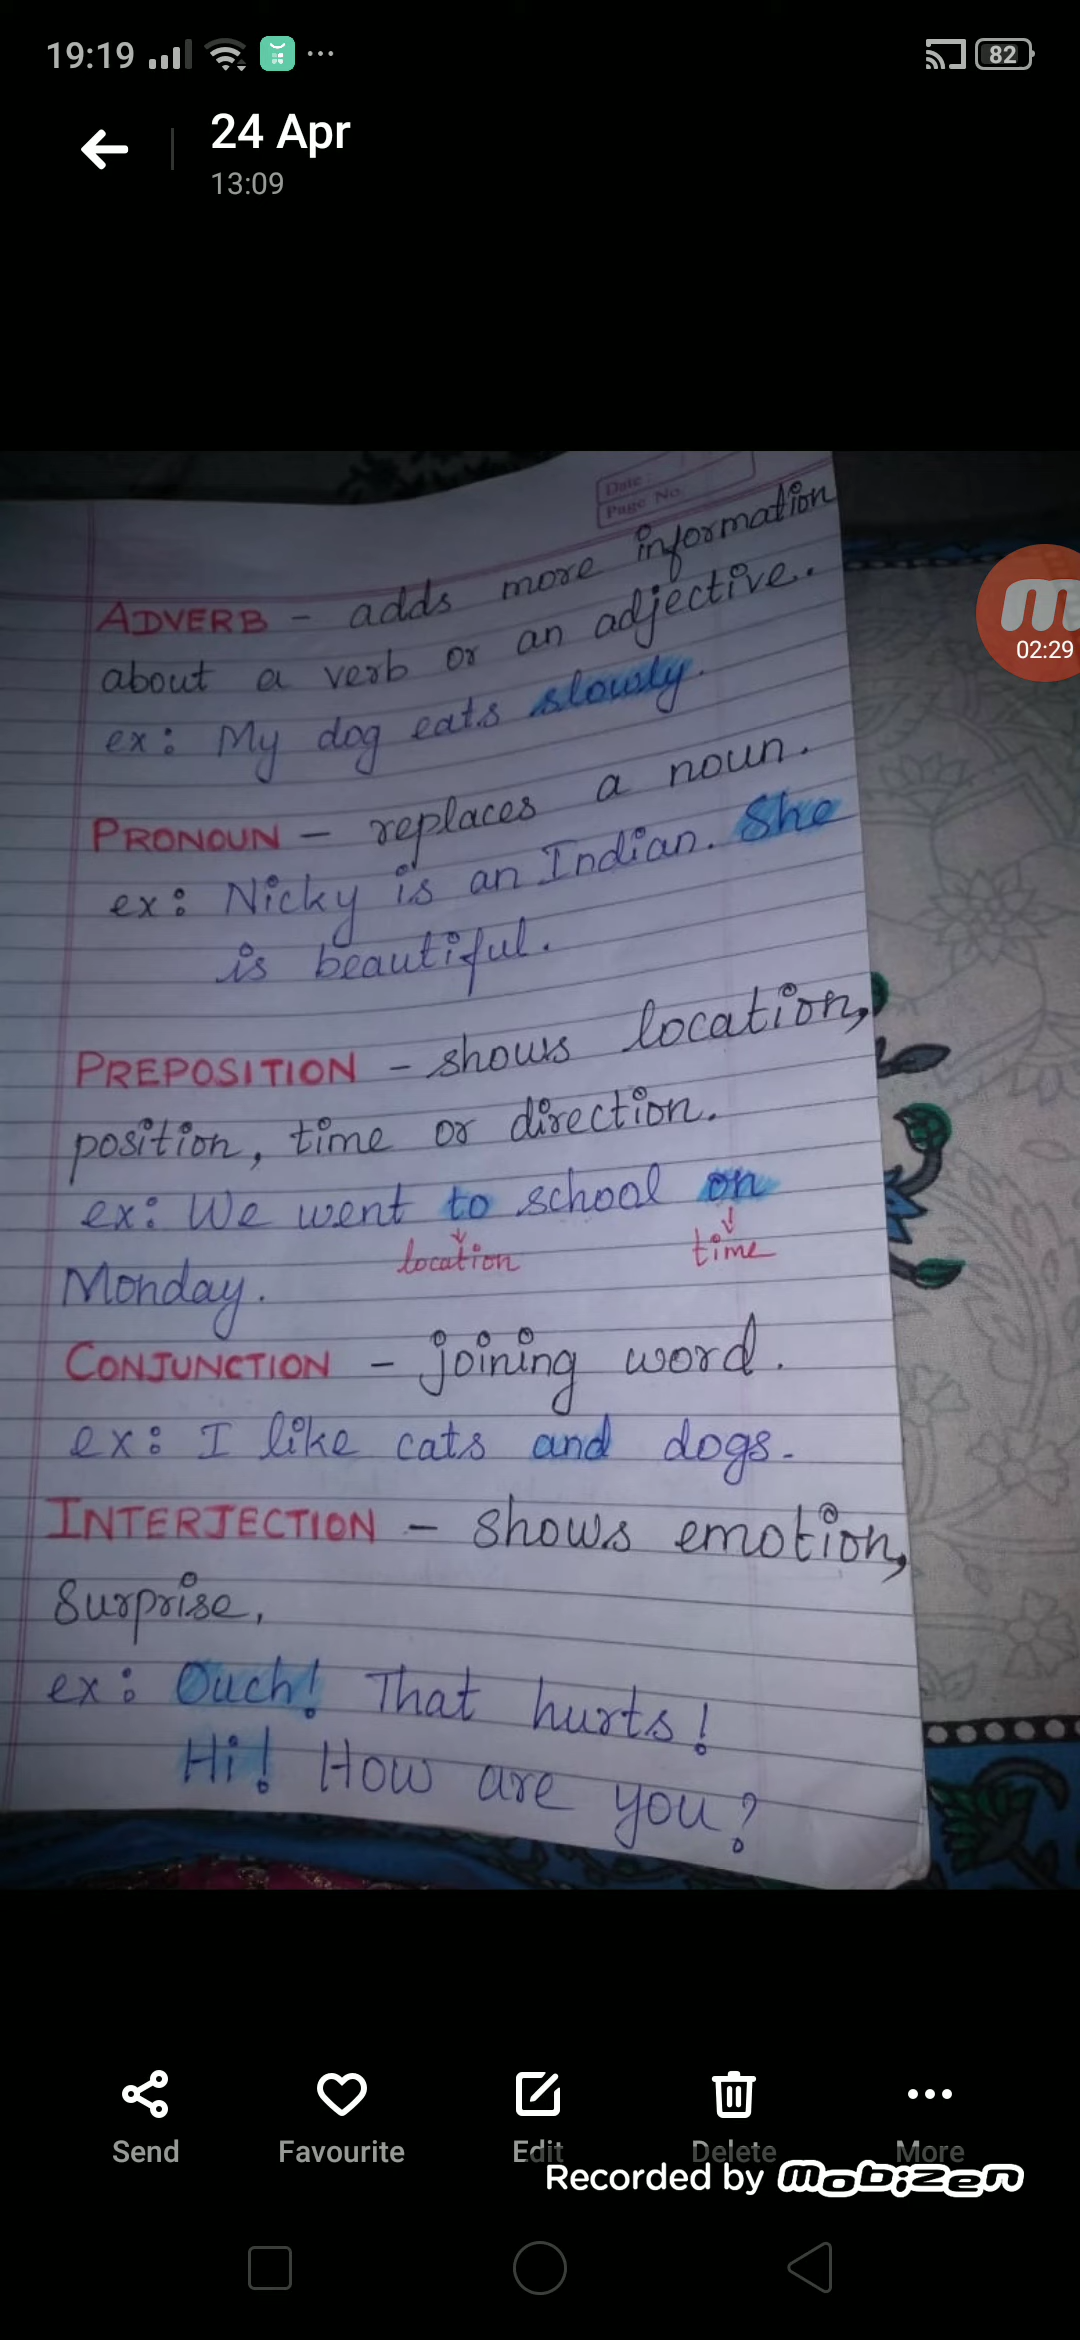 19:19
82
24 Apr
13:09
Date:
Page No.
ADVERB - adds more information
about a verb or an adjective.
ex: My dog eats slowly.
PRONOUN - replaces a noun.
ex: Nicky is an Indian. She
is beautiful.
PREPOSITION - shows location,
position, time or direction.
ex: We went to school on
location time
Monday.
CONJUNCTION - joining word.
ex: I like cats and dogs.
INTERJECTION - shows emotion,
surprise,
ex: Ouch! That hurts!
Hi! How are you?
02:29
Send Favourite Edit Delete More
Recorded by mobizen